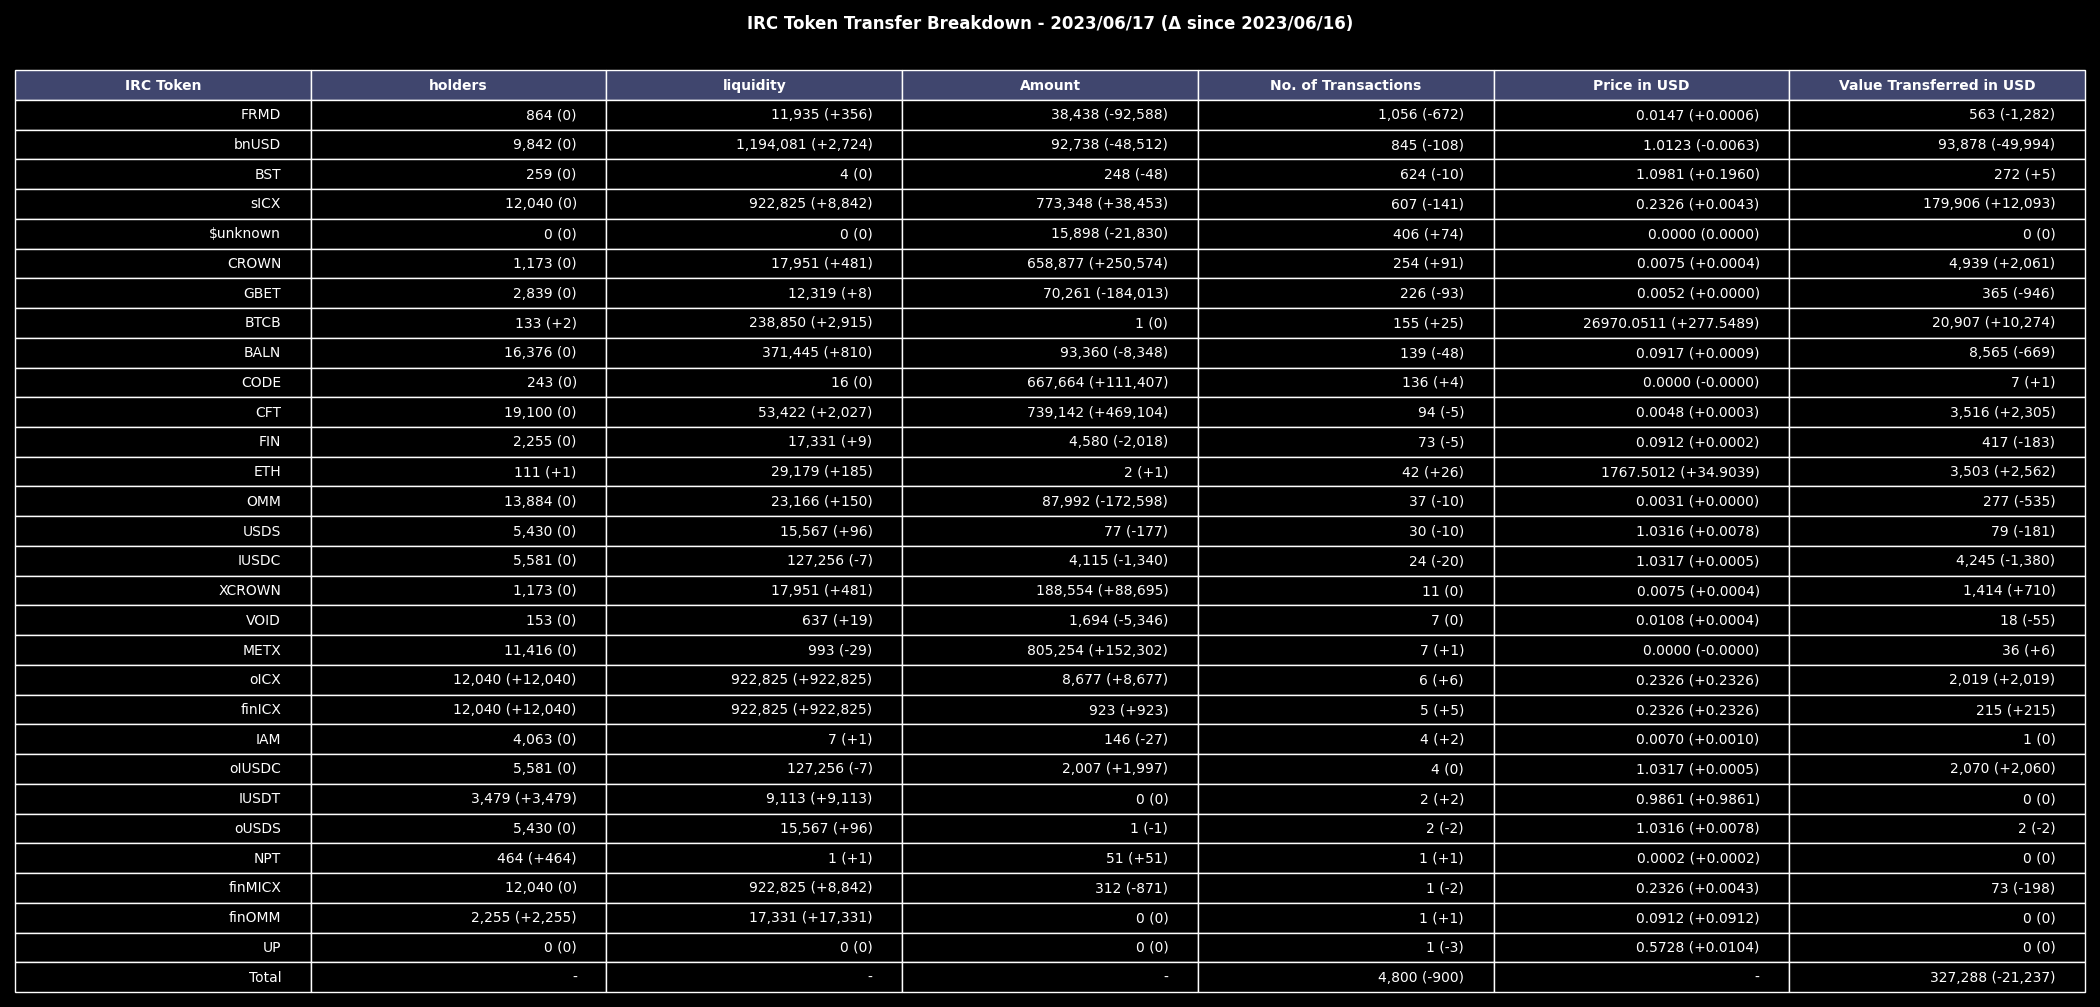 IRC Token Transfer Breakdown - 2023/06/17 (Δ since 2023/06/16)
IRC Token holders liquidity Amount No. of Transactions Price in USD Value Transferred in USD
FRMD 864 (0) 11,935 (+356) 38,438 (-92,588) 1,056 (-672) 0.0147 (+0.0006) 563 (-1,282)
bnUSD 9,842 (0) 1,194,081 (+2,724) 92,738 (-48,512) 845 (-108) 1.0123 (-0.0063) 93,878 (-49,994)
BST 259 (0) 4 (0) 248 (-48) 624 (-10) 1.0981 (+0.1960) 272 (+5)
sICX 12,040 (0) 922,825 (+8,842) 773,348 (+38,453) 607 (-141) 0.2326 (+0.0043) 179,906 (+12,093)
$unknown 0 (0) 0 (0) 15,898 (-21,830) 406 (+74) 0.0000 (0.0000) 0 (0)
CROWN 1,173 (0) 17,951 (+481) 658,877 (+250,574) 254 (+91) 0.0075 (+0.0004) 4,939 (+2,061)
GBET 2,839 (0) 12,319 (+8) 70,261 (-184,013) 226 (-93) 0.0052 (+0.0000) 365 (-946)
BTCB 133 (+2) 238,850 (+2,915) 1 (0) 155 (+25) 26970.0511 (+277.5489) 20,907 (+10,274)
BALN 16,376 (0) 371,445 (+810) 93,360 (-8,348) 139 (-48) 0.0917 (+0.0009) 8,565 (-669)
CODE 243 (0) 16 (0) 667,664 (+111,407) 136 (+4) 0.0000 (-0.0000) 7 (+1)
CFT 19,100 (0) 53,422 (+2,027) 739,142 (+469,104) 94 (-5) 0.0048 (+0.0003) 3,516 (+2,305)
FIN 2,255 (0) 17,331 (+9) 4,580 (-2,018) 73 (-5) 0.0912 (+0.0002) 417 (-183)
ETH 111 (+1) 29,179 (+185) 2 (+1) 42 (+26) 1767.5012 (+34.9039) 3,503 (+2,562)
OMM 13,884 (0) 23,166 (+150) 87,992 (-172,598) 37 (-10) 0.0031 (+0.0000) 277 (-535)
USDS 5,430 (0) 15,567 (+96) 77 (-177) 30 (-10) 1.0316 (+0.0078) 79 (-181)
IUSDC 5,581 (0) 127,256 (-7) 4,115 (-1,340) 24 (-20) 1.0317 (+0.0005) 4,245 (-1,380)
XCROWN 1,173 (0) 17,951 (+481) 188,554 (+88,695) 11 (0) 0.0075 (+0.0004) 1,414 (+710)
VOID 153 (0) 637 (+19) 1,694 (-5,346) 7 (0) 0.0108 (+0.0004) 18 (-55)
METX 11,416 (0) 993 (-29) 805,254 (+152,302) 7 (+1) 0.0000 (-0.0000) 36 (+6)
oICX 12,040 (+12,040) 922,825 (+922,825) 8,677 (+8,677) 6 (+6) 0.2326 (+0.2326) 2,019 (+2,019)
finICX 12,040 (+12,040) 922,825 (+922,825) 923 (+923) 5 (+5) 0.2326 (+0.2326) 215 (+215)
IAM 4,063 (0) 7 (+1) 146 (-27) 4 (+2) 0.0070 (+0.0010) 1 (0)
oIUSDC 5,581 (0) 127,256 (-7) 2,007 (+1,997) 4 (0) 1.0317 (+0.0005) 2,070 (+2,060)
IUSDT 3,479 (+3,479) 9,113 (+9,113) 0 (0) 2 (+2) 0.9861 (+0.9861) 0 (0)
oUSDS 5,430 (0) 15,567 (+96) 1 (-1) 2 (-2) 1.0316 (+0.0078) 2 (-2)
NPT 464 (+464) 1 (+1) 51 (+51) 1 (+1) 0.0002 (+0.0002) 0 (0)
finMICX 12,040 (0) 922,825 (+8,842) 312 (-871) 1 (-2) 0.2326 (+0.0043) 73 (-198)
finOMM 2,255 (+2,255) 17,331 (+17,331) 0 (0) 1 (+1) 0.0912 (+0.0912) 0 (0)
UP 0 (0) 0 (0) 0 (0) 1 (-3) 0.5728 (+0.0104) 0 (0)
Total - - - 4,800 (-900) - 327,288 (-21,237)